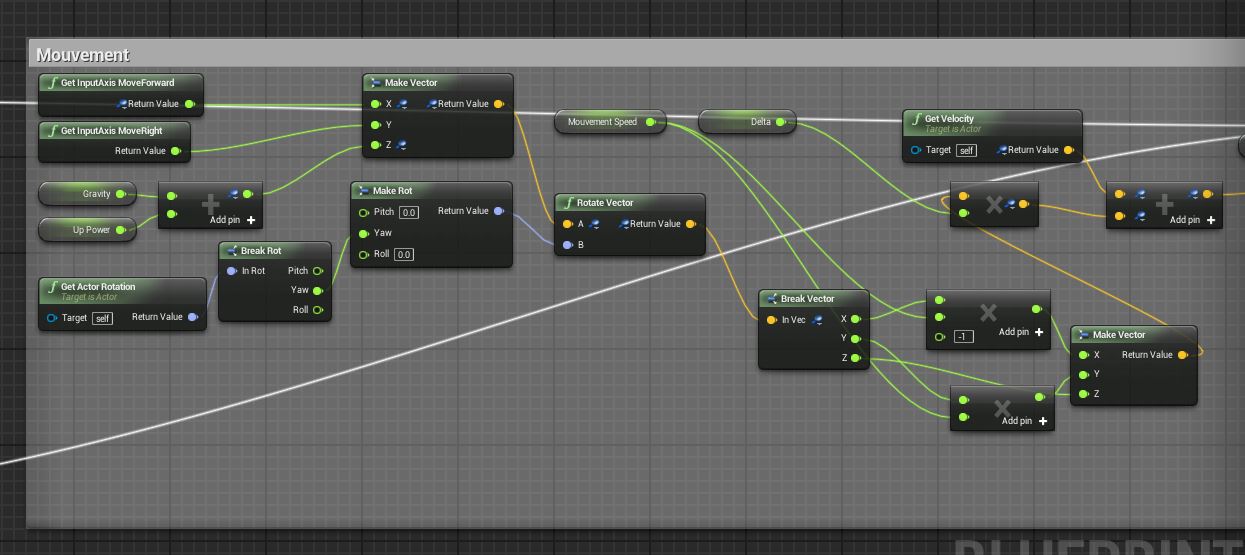 Mouvement
Get InputAxis MoveForward
Return Value
Get InputAxis MoveRight
Return Value
Gravity
Up Power
Add pin
Get Actor Rotation
Target is Actor
Target self Return Value
Break Rot
In Rot Pitch
Yaw
Roll
Make Vector
X Return Value
Y
Z
Make Rot
Pitch 0.0 Return Value
Yaw
Roll 0.0
Mouvement Speed
Delta
Rotate Vector
A Return Value
B
Break Vector
In Vec X
Y
Z
Get Velocity
Target is Actor
Target self Return Value
Add pin
-1
Add pin
Add pin
Make Vector
X Return Value
Y
Z
BLUEPRINT